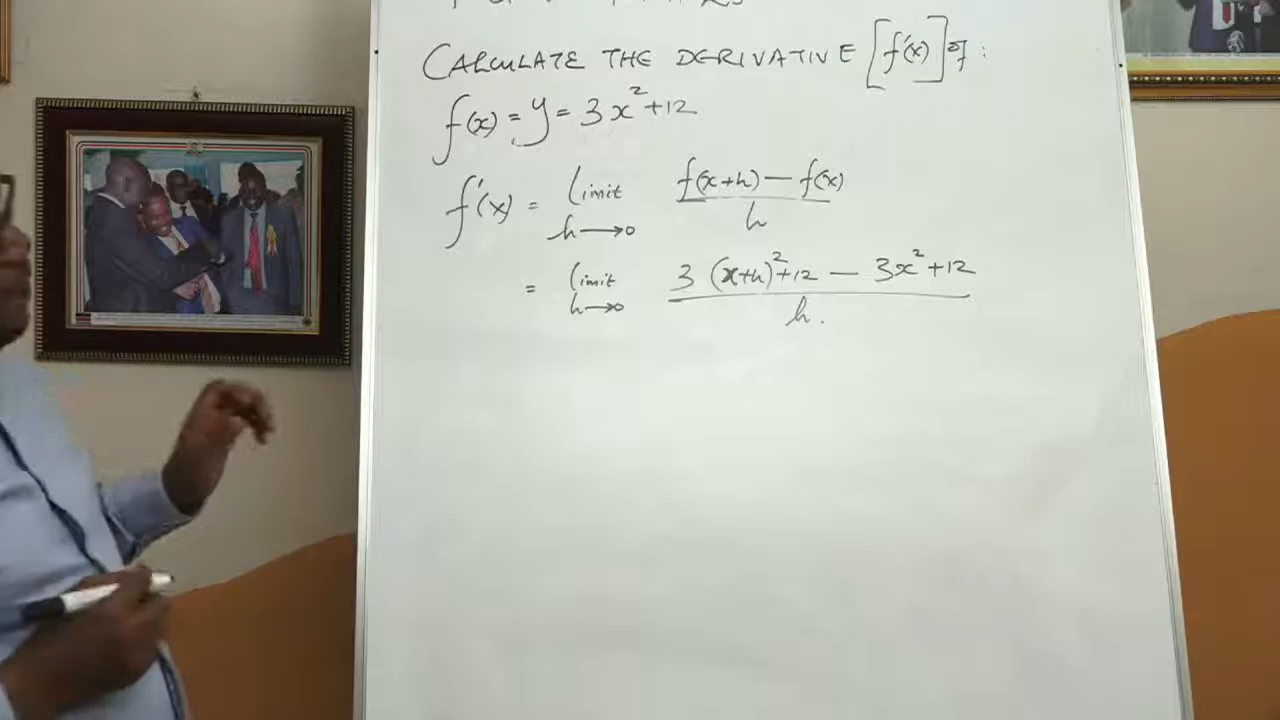 CALCULATE THE DERIVATIVE [f'(x)] of:
f(x) = y = 3x²+12
f'(x) = limit h→0 f(x+h) — f(x) / h
= limit h→0 3 (x+h)²+12 — 3x²+12 / h.